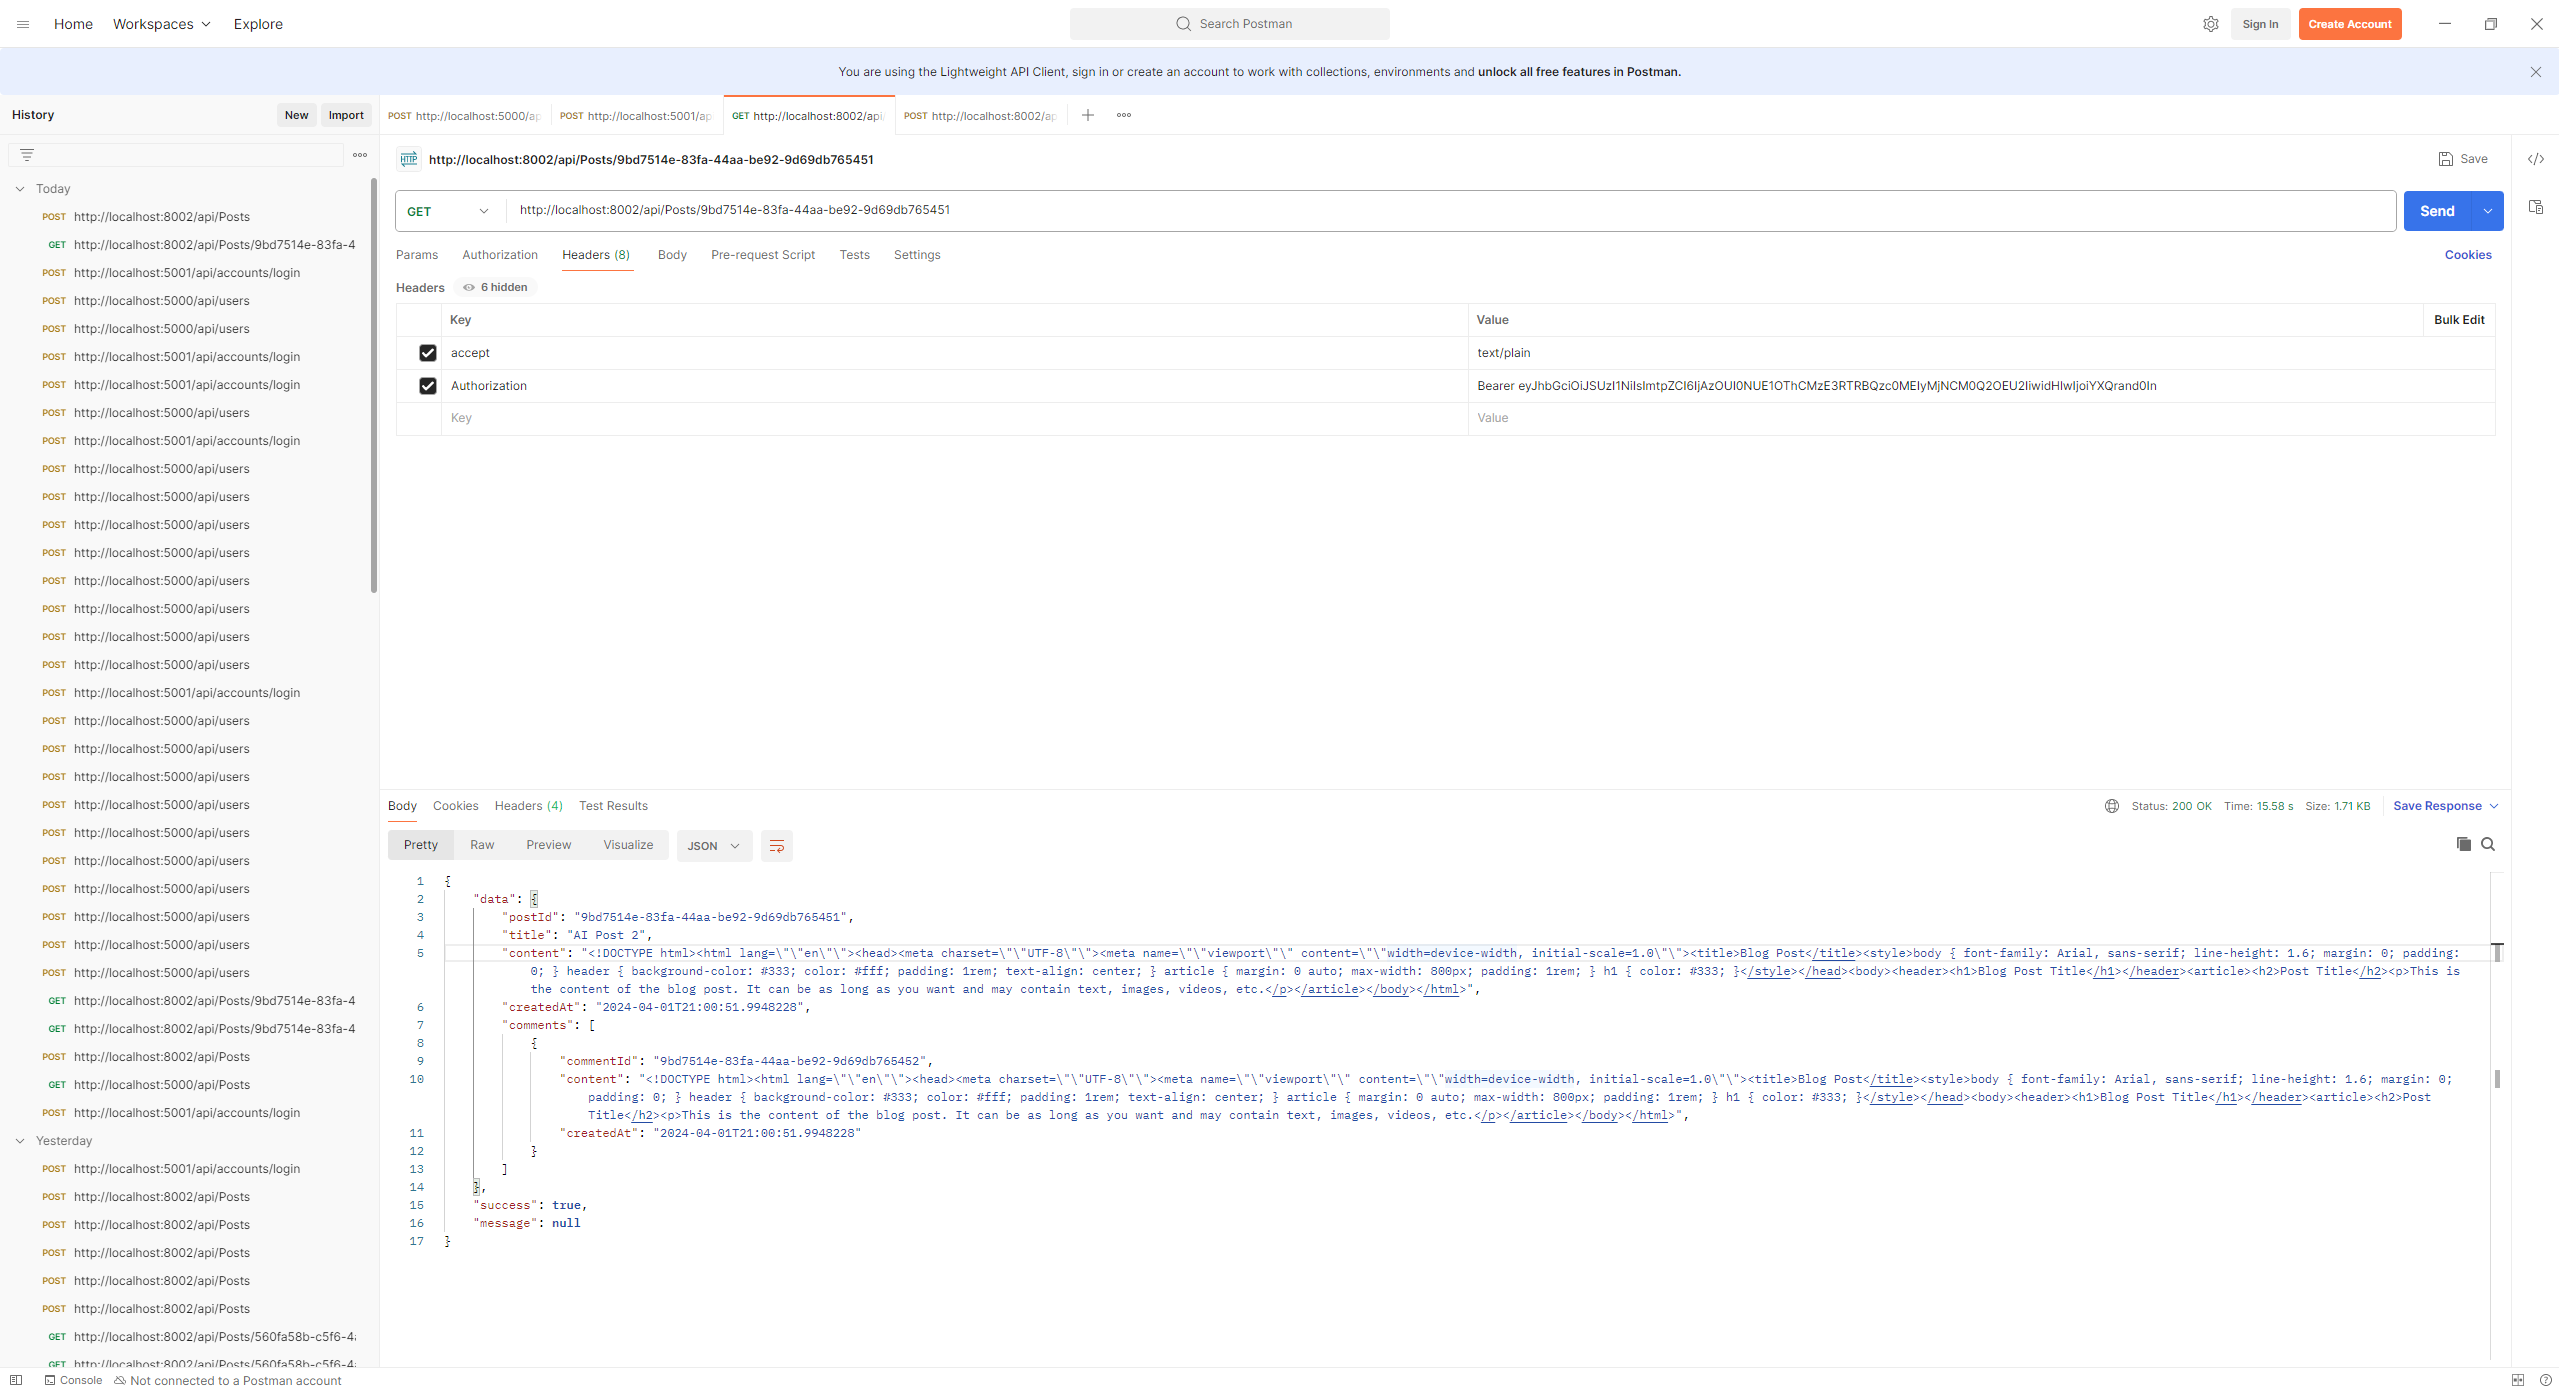 Home Workspaces Explore Search Postman Sign In Create Account
You are using the Lightweight API Client, sign in or create an account to work with collections, environments and unlock all free features in Postman.
History New Import
POST http://localhost:5000/ap POST http://localhost:5001/ap GET http://localhost:8002/api POST http://localhost:8002/ap
Today
POST http://localhost:8002/api/Posts
GET http://localhost:8002/api/Posts/9bd7514e-83fa-4
POST http://localhost:5001/api/accounts/login
POST http://localhost:5000/api/users
POST http://localhost:5000/api/users
POST http://localhost:5001/api/accounts/login
POST http://localhost:5001/api/accounts/login
POST http://localhost:5000/api/users
POST http://localhost:5001/api/accounts/login
POST http://localhost:5000/api/users
POST http://localhost:5000/api/users
POST http://localhost:5000/api/users
POST http://localhost:5000/api/users
POST http://localhost:5000/api/users
POST http://localhost:5000/api/users
POST http://localhost:5000/api/users
POST http://localhost:5000/api/users
POST http://localhost:5001/api/accounts/login
POST http://localhost:5000/api/users
POST http://localhost:5000/api/users
POST http://localhost:5000/api/users
POST http://localhost:5000/api/users
POST http://localhost:5000/api/users
POST http://localhost:5000/api/users
POST http://localhost:5000/api/users
POST http://localhost:5000/api/users
POST http://localhost:5000/api/users
POST http://localhost:5000/api/users
GET http://localhost:8002/api/Posts/9bd7514e-83fa-4
GET http://localhost:8002/api/Posts/9bd7514e-83fa-4
POST http://localhost:8002/api/Posts
GET http://localhost:5000/api/Posts
POST http://localhost:5001/api/accounts/login
Yesterday
POST http://localhost:5001/api/accounts/login
POST http://localhost:8002/api/Posts
POST http://localhost:8002/api/Posts
POST http://localhost:8002/api/Posts
POST http://localhost:8002/api/Posts
POST http://localhost:8002/api/Posts
GET http://localhost:8002/api/Posts/560fa58b-c5f6-4
GET http://localhost:8002/api/Posts/560fa58b-c5f6-4
HTTP http://localhost:8002/api/Posts/9bd7514e-83fa-44aa-be92-9d69db765451 Save
GET http://localhost:8002/api/Posts/9bd7514e-83fa-44aa-be92-9d69db765451 Send
Params Authorization Headers (8) Body Pre-request Script Tests Settings Cookies
Headers 6 hidden
Key Value Bulk Edit
accept text/plain
Authorization Bearer
Key Value
Body Cookies Headers (4) Test Results Status: 200 OK Time: 15.58 s Size: 1.71 KB Save Response
Pretty Raw Preview Visualize JSON
1 {
2 "data": {
3 "postId": "9bd7514e-83fa-44aa-be92-9d69db765451",
4 "title": "AI Post 2",
5 "content": "<!DOCTYPE html><html lang=\"\"en\"\"><head><meta charset=\"\"UTF-8\"\"><meta name=\"\"viewport\"\" content=\"\"width=device-width, initial-scale=1.0\"\"><title>Blog Post</title><style>body { font-family: Arial, sans-serif; line-height: 1.6; margin: 0; padding:
0; } header { background-color: #333; color: #fff; padding: 1rem; text-align: center; } article { margin: 0 auto; max-width: 800px; padding: 1rem; } h1 { color: #333; }</style></head><body><header><h1>Blog Post Title</h1></header><article><h2>Post Title</h2><p>This is
the content of the blog post. It can be as long as you want and may contain text, images, videos, etc.</p></article></body></html>",
6 "createdAt": "2024-04-01T21:00:51.9948228",
7 "comments": [
8 {
9 "commentId": "9bd7514e-83fa-44aa-be92-9d69db765452",
10 "content": "<!DOCTYPE html><html lang=\"\"en\"\"><head><meta charset=\"\"UTF-8\"\"><meta name=\"\"viewport\"\" content=\"\"width=device-width, initial-scale=1.0\"\"><title>Blog Post</title><style>body { font-family: Arial, sans-serif; line-height: 1.6; margin: 0;
padding: 0; } header { background-color: #333; color: #fff; padding: 1rem; text-align: center; } article { margin: 0 auto; max-width: 800px; padding: 1rem; } h1 { color: #333; }</style></head><body><header><h1>Blog Post Title</h1></header><article><h2>Post
Title</h2><p>This is the content of the blog post. It can be as long as you want and may contain text, images, videos, etc.</p></article></body></html>",
11 "createdAt": "2024-04-01T21:00:51.9948228"
12 }
13 ]
14 },
15 "success": true,
16 "message": null
17 }
Console Not connected to a Postman account